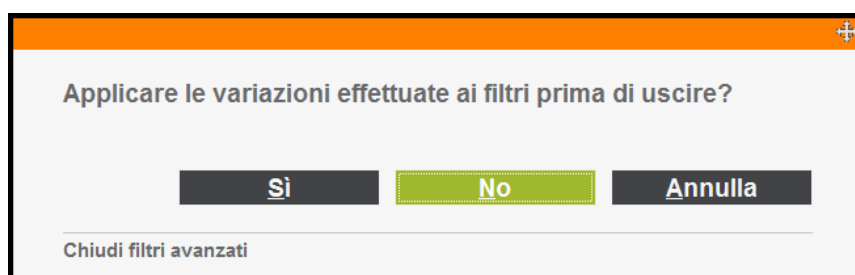 Applicare le variazioni effettuate ai filtri prima di uscire?
Sì No Annulla
Chiudi filtri avanzati